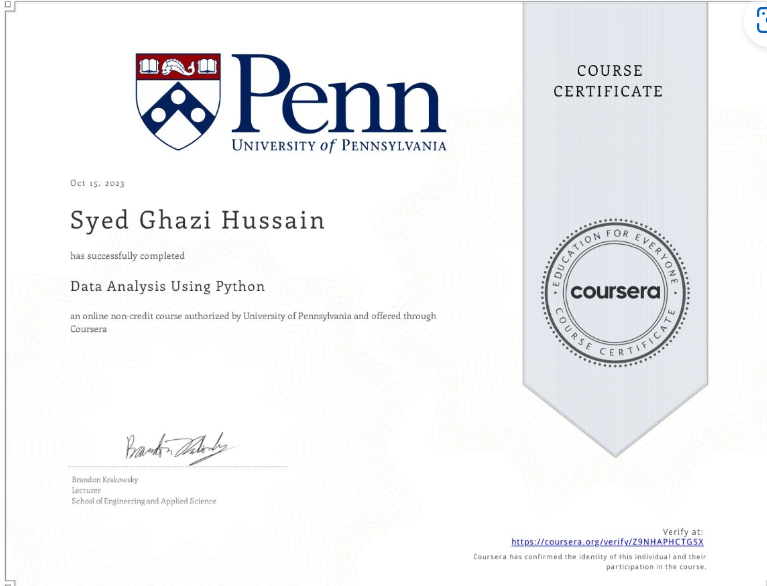 Penn
UNIVERSITY of PENNSYLVANIA
COURSE
CERTIFICATE
Oct 15, 2023
Syed Ghazi Hussain
has successfully completed
Data Analysis Using Python
an online non-credit course authorized by University of Pennsylvania and offered through
Coursera
EDUCATION FOR EVERYONE
coursera
COURSE CERTIFICATE
Brandon Krakowsky
Lecturer
School of Engineering and Applied Science
Verify at:
https://coursera.org/verify/Z9NHAPHCTGSX
Coursera has confirmed the identity of this individual and their
participation in the course.